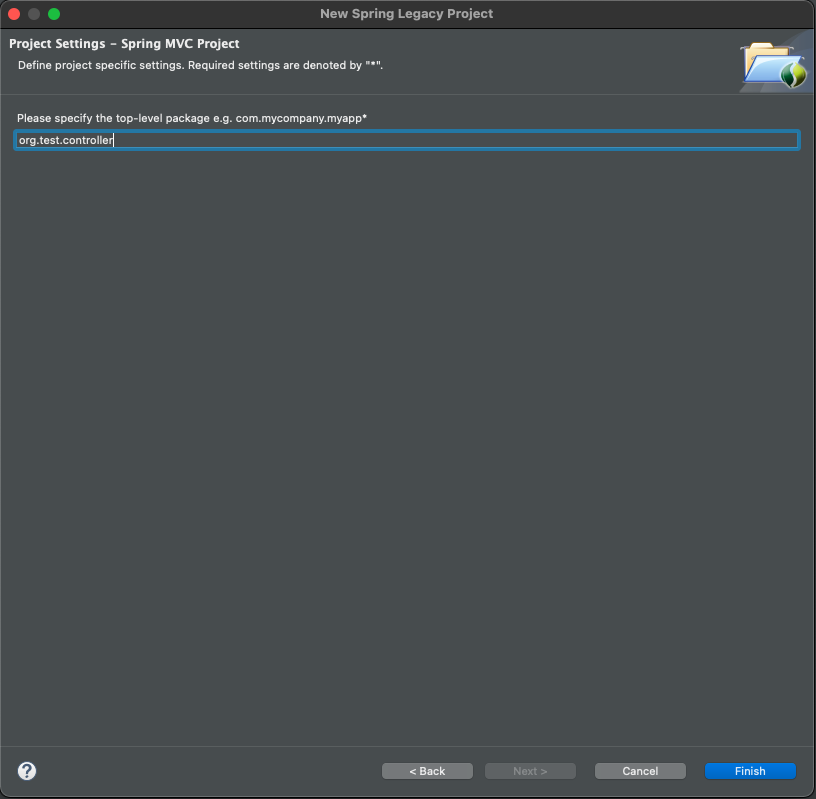 New Spring Legacy Project
Project Settings – Spring MVC Project
Define project specific settings. Required settings are denoted by "*".
Please specify the top-level package e.g. com.mycompany.myapp*
org.test.controller
?
< Back
Next >
Cancel
Finish